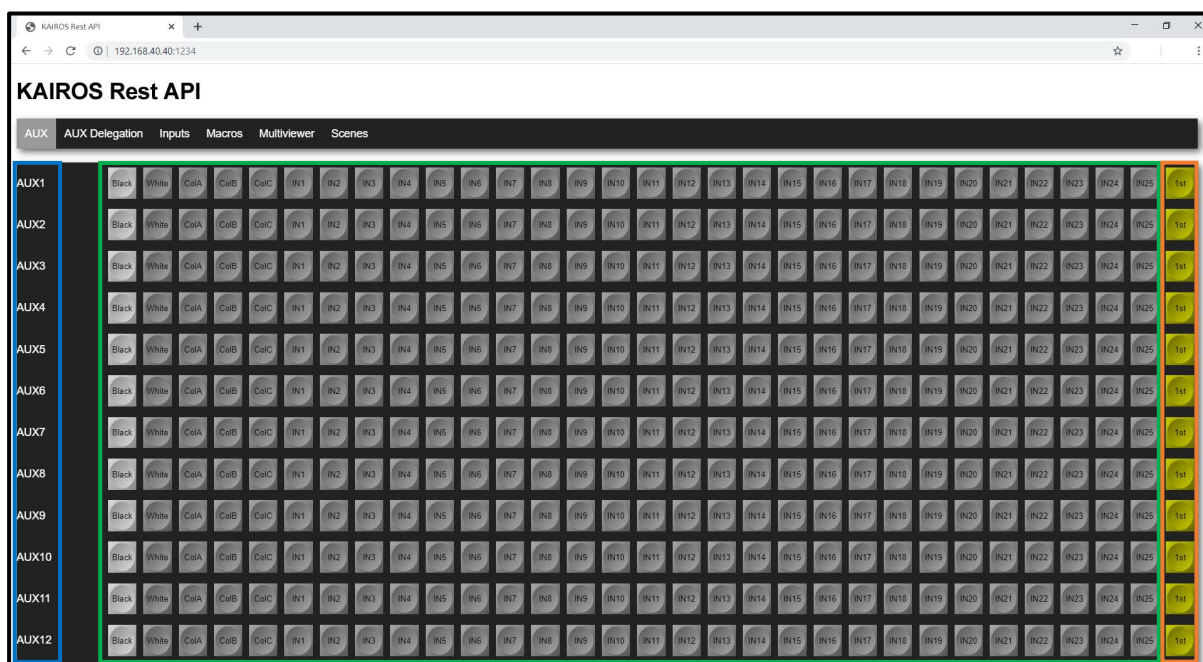 KAIROS Rest API
192.168.40.40:1234
KAIROS Rest API
AUX AUX Delegation Inputs Macros Multiviewer Scenes
AUX1 Black White ColA ColB ColC IN1 IN2 IN3 IN4 IN5 IN6 IN7 IN8 IN9 IN10 IN11 IN12 IN13 IN14 IN15 IN16 IN17 IN18 IN19 IN20 IN21 IN22 IN23 IN24 IN25 1st
AUX2 Black White ColA ColB ColC IN1 IN2 IN3 IN4 IN5 IN6 IN7 IN8 IN9 IN10 IN11 IN12 IN13 IN14 IN15 IN16 IN17 IN18 IN19 IN20 IN21 IN22 IN23 IN24 IN25 1st
AUX3 Black White ColA ColB ColC IN1 IN2 IN3 IN4 IN5 IN6 IN7 IN8 IN9 IN10 IN11 IN12 IN13 IN14 IN15 IN16 IN17 IN18 IN19 IN20 IN21 IN22 IN23 IN24 IN25 1st
AUX4 Black White ColA ColB ColC IN1 IN2 IN3 IN4 IN5 IN6 IN7 IN8 IN9 IN10 IN11 IN12 IN13 IN14 IN15 IN16 IN17 IN18 IN19 IN20 IN21 IN22 IN23 IN24 IN25 1st
AUX5 Black White ColA ColB ColC IN1 IN2 IN3 IN4 IN5 IN6 IN7 IN8 IN9 IN10 IN11 IN12 IN13 IN14 IN15 IN16 IN17 IN18 IN19 IN20 IN21 IN22 IN23 IN24 IN25 1st
AUX6 Black White ColA ColB ColC IN1 IN2 IN3 IN4 IN5 IN6 IN7 IN8 IN9 IN10 IN11 IN12 IN13 IN14 IN15 IN16 IN17 IN18 IN19 IN20 IN21 IN22 IN23 IN24 IN25 1st
AUX7 Black White ColA ColB ColC IN1 IN2 IN3 IN4 IN5 IN6 IN7 IN8 IN9 IN10 IN11 IN12 IN13 IN14 IN15 IN16 IN17 IN18 IN19 IN20 IN21 IN22 IN23 IN24 IN25 1st
AUX8 Black White ColA ColB ColC IN1 IN2 IN3 IN4 IN5 IN6 IN7 IN8 IN9 IN10 IN11 IN12 IN13 IN14 IN15 IN16 IN17 IN18 IN19 IN20 IN21 IN22 IN23 IN24 IN25 1st
AUX9 Black White ColA ColB ColC IN1 IN2 IN3 IN4 IN5 IN6 IN7 IN8 IN9 IN10 IN11 IN12 IN13 IN14 IN15 IN16 IN17 IN18 IN19 IN20 IN21 IN22 IN23 IN24 IN25 1st
AUX10 Black White ColA ColB ColC IN1 IN2 IN3 IN4 IN5 IN6 IN7 IN8 IN9 IN10 IN11 IN12 IN13 IN14 IN15 IN16 IN17 IN18 IN19 IN20 IN21 IN22 IN23 IN24 IN25 1st
AUX11 Black White ColA ColB ColC IN1 IN2 IN3 IN4 IN5 IN6 IN7 IN8 IN9 IN10 IN11 IN12 IN13 IN14 IN15 IN16 IN17 IN18 IN19 IN20 IN21 IN22 IN23 IN24 IN25 1st
AUX12 Black White ColA ColB ColC IN1 IN2 IN3 IN4 IN5 IN6 IN7 IN8 IN9 IN10 IN11 IN12 IN13 IN14 IN15 IN16 IN17 IN18 IN19 IN20 IN21 IN22 IN23 IN24 IN25 1st